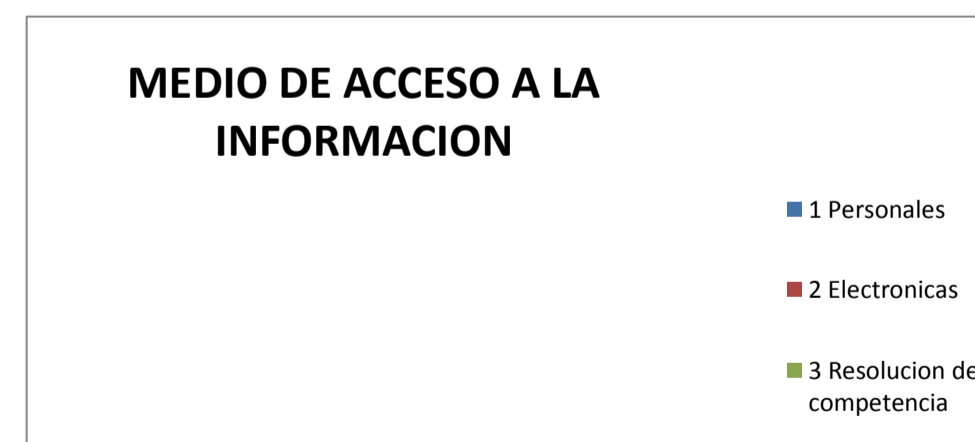 MEDIO DE ACCESO A LA
INFORMACION
1 Personales
2 Electronicas
3 Resolucion de
competencia